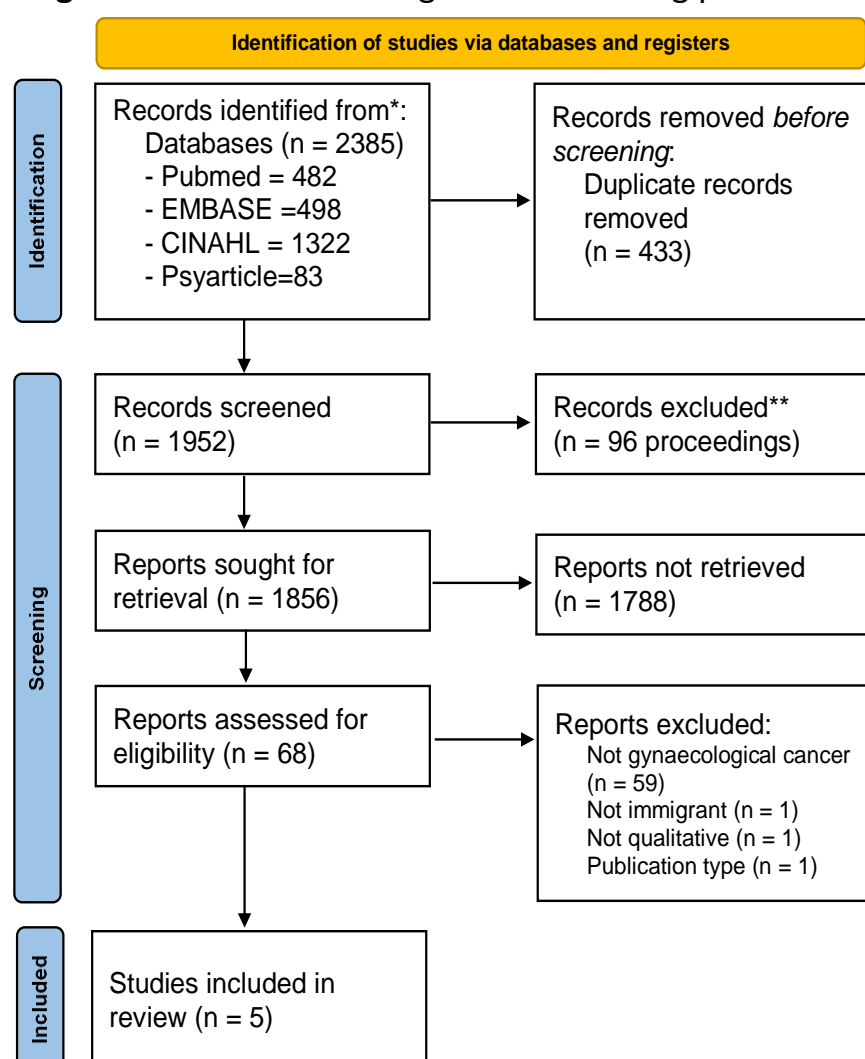 Identification of studies via databases and registers
Identification
Records identified from*:
Databases (n = 2385)
- Pubmed = 482
- EMBASE =498
- CINAHL = 1322
- Psyarticle=83
Records removed before
screening:
Duplicate records
removed
(n = 433)
Screening
Records screened
(n = 1952)
Records excluded**
(n = 96 proceedings)
Reports sought for
retrieval (n = 1856)
Reports not retrieved
(n = 1788)
Reports assessed for
eligibility (n = 68)
Reports excluded:
Not gynaecological cancer
(n = 59)
Not immigrant (n = 1)
Not qualitative (n = 1)
Publication type (n = 1)
Included
Studies included in
review (n = 5)